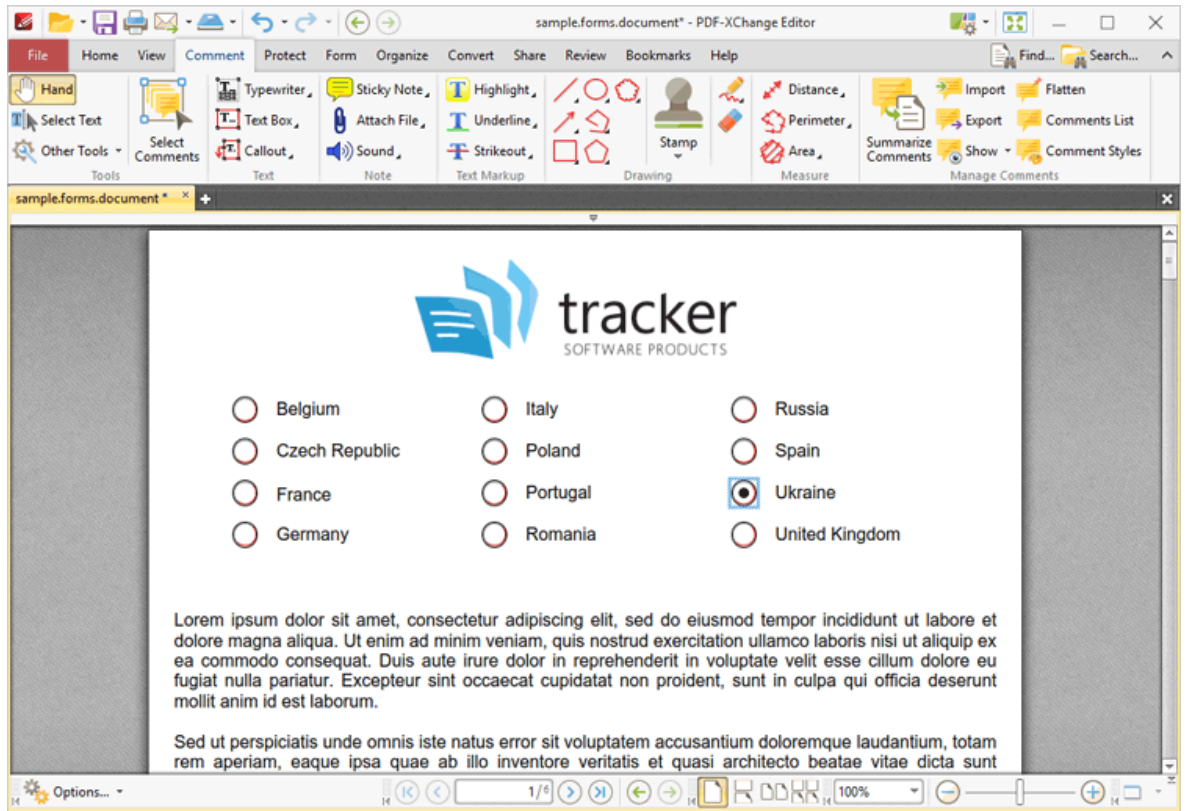 sample.forms.document* - PDF-XChange Editor
File Home View Comment Protect Form Organize Convert Share Review Bookmarks Help Find... Search...
Hand
Select Text
Other Tools
Tools
Select
Comments
Typewriter
Text Box
Callout
Text
Sticky Note
Attach File
Sound
Note
Highlight
Underline
Strikeout
Text Markup
Stamp
Drawing
Distance
Perimeter
Area
Measure
Summarize
Comments
Import
Export
Show
Flatten
Comments List
Comment Styles
Manage Comments
sample.forms.document *
tracker
SOFTWARE PRODUCTS
Belgium Italy Russia
Czech Republic Poland Spain
France Portugal Ukraine
Germany Romania United Kingdom
Lorem ipsum dolor sit amet, consectetur adipiscing elit, sed do eiusmod tempor incididunt ut labore et
dolore magna aliqua. Ut enim ad minim veniam, quis nostrud exercitation ullamco laboris nisi ut aliquip ex
ea commodo consequat. Duis aute irure dolor in reprehenderit in voluptate velit esse cillum dolore eu
fugiat nulla pariatur. Excepteur sint occaecat cupidatat non proident, sunt in culpa qui officia deserunt
mollit anim id est laborum.
Sed ut perspiciatis unde omnis iste natus error sit voluptatem accusantium doloremque laudantium, totam
rem aperiam, eaque ipsa quae ab illo inventore veritatis et quasi architecto beatae vitae dicta sunt
Options... 1/6 100%